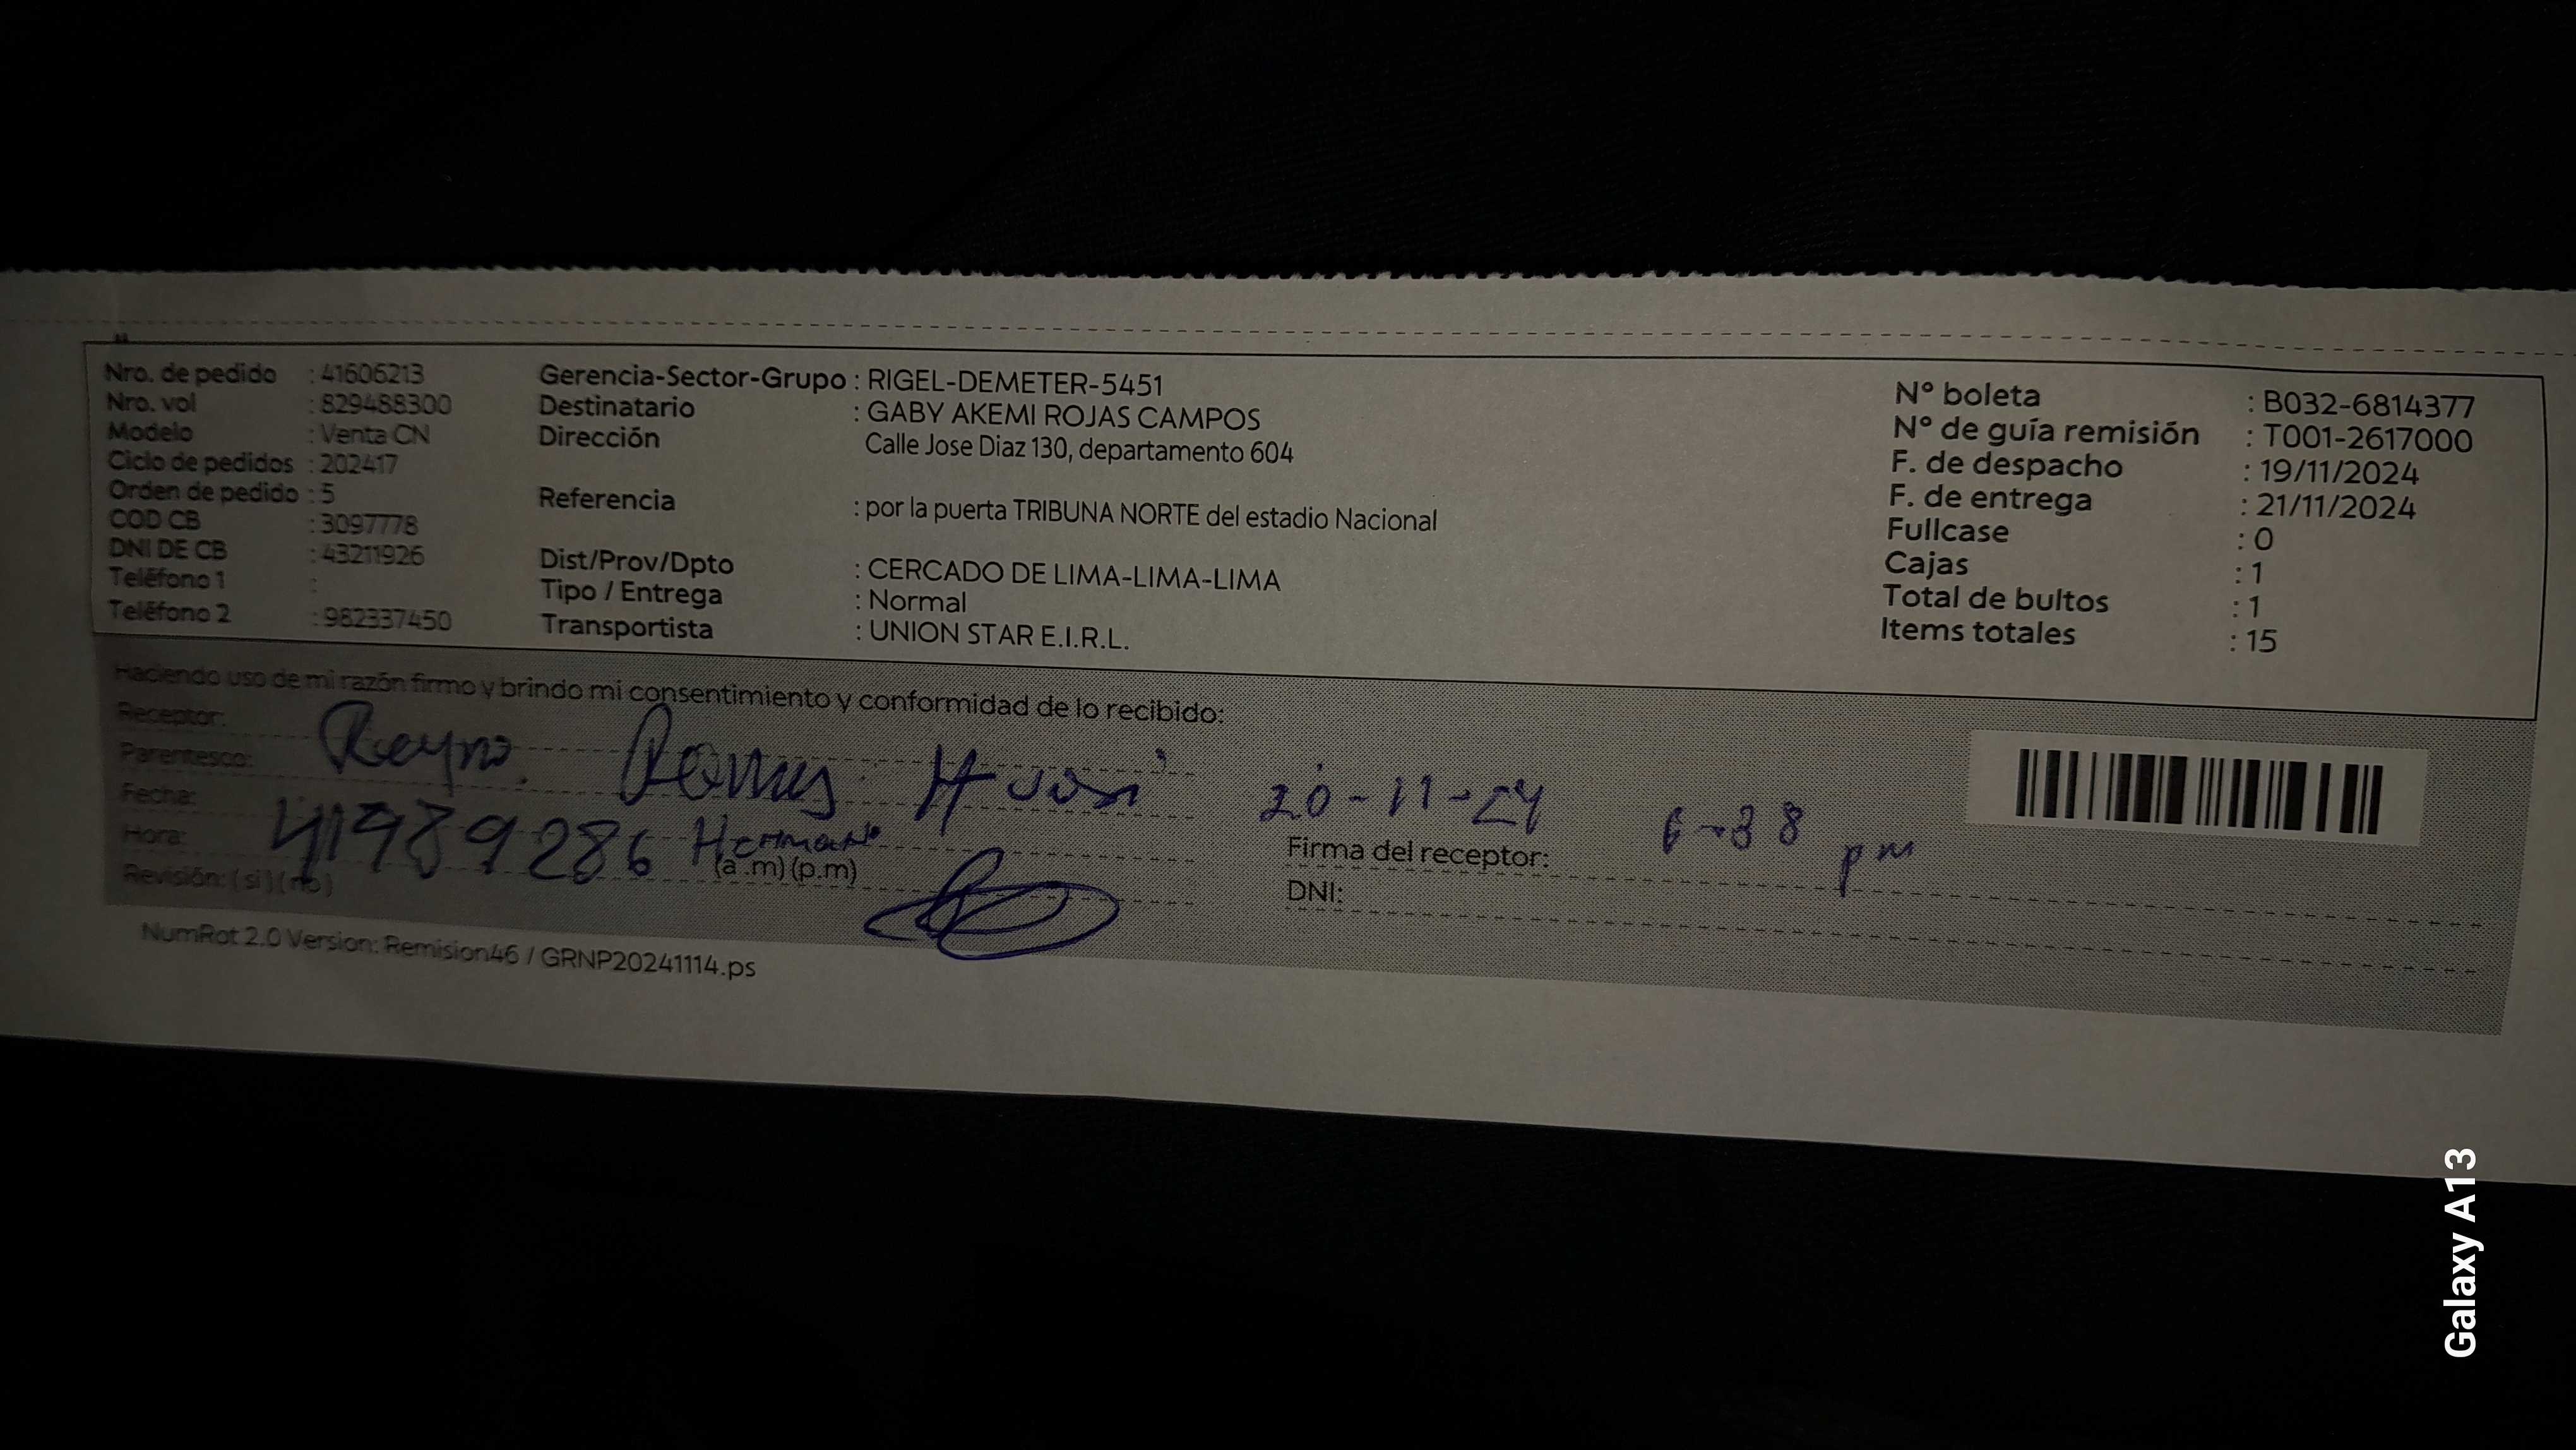 Nro. de pedido : 41606213
Nro. vol : 829488300
Modelo : Venta CN
Ciclo de pedidos : 202417
Orden de pedido : 5
COD CB : 3097778
DNI DE CB : 43211926
Teléfono 1 :
Teléfono 2 : 982337450
Gerencia-Sector-Grupo : RIGEL-DEMETER-5451
Destinatario : GABY AKEMI ROJAS CAMPOS
Dirección Calle Jose Diaz 130, departamento 604
Referencia : por la puerta TRIBUNA NORTE del estadio Nacional
Dist/Prov/Dpto : CERCADO DE LIMA-LIMA-LIMA
Tipo / Entrega : Normal
Transportista : UNION STAR E.I.R.L.
N° boleta : B032-6814377
N° de guía remisión : T001-2617000
F. de despacho : 19/11/2024
F. de entrega : 21/11/2024
Fullcase : 0
Cajas : 1
Total de bultos : 1
Items totales : 15
Haciendo uso de mi razón firmo y brindo mi consentimiento y conformidad de lo recibido:
Receptor:
Parentesco: Reyno
Fecha: 20-11-24
Hora: 41989286 Hermano (a .m) (p.m)
Revisión: ( si ) ( no )
6-38 pm
Firma del receptor:
DNI:
NumRot 2.0 Version: Remision46 / GRNP20241114.ps
Galaxy A13